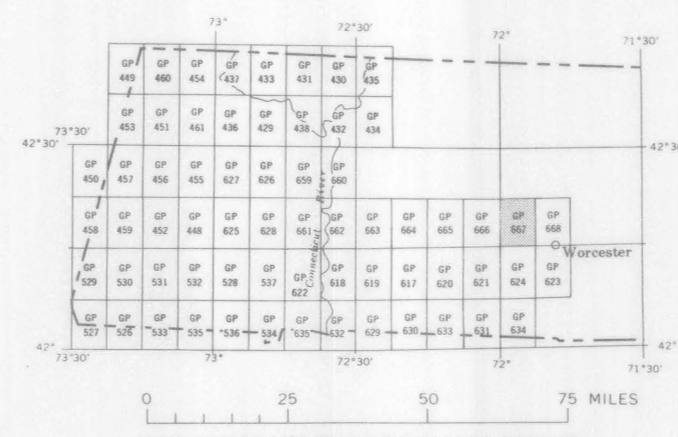 73° 72°30' 72° 71°30'
GP GP GP GP GP GP GP GP
449 460 454 437 433 431 430 435
GP GP GP GP GP GP GP GP
453 451 461 436 429 438 432 434
42°30' 73°30' 42°30'
GP GP GP GP GP GP GP GP
450 457 456 455 627 626 659 660
River
GP GP GP GP GP GP GP GP GP GP GP GP GP GP
458 459 452 448 625 628 661 662 663 664 665 666 667 668
Connecticut
Worcester
GP GP GP GP GP GP GP GP GP GP GP GP GP GP
529 530 531 532 528 537 622 618 619 617 620 621 624 623
GP GP GP GP GP GP GP GP GP GP GP GP GP
527 526 533 535 536 534 635 632 629 630 633 631 634
42° 42°
73°30' 73° 72°30' 72° 71°30'
0 25 50 75 MILES